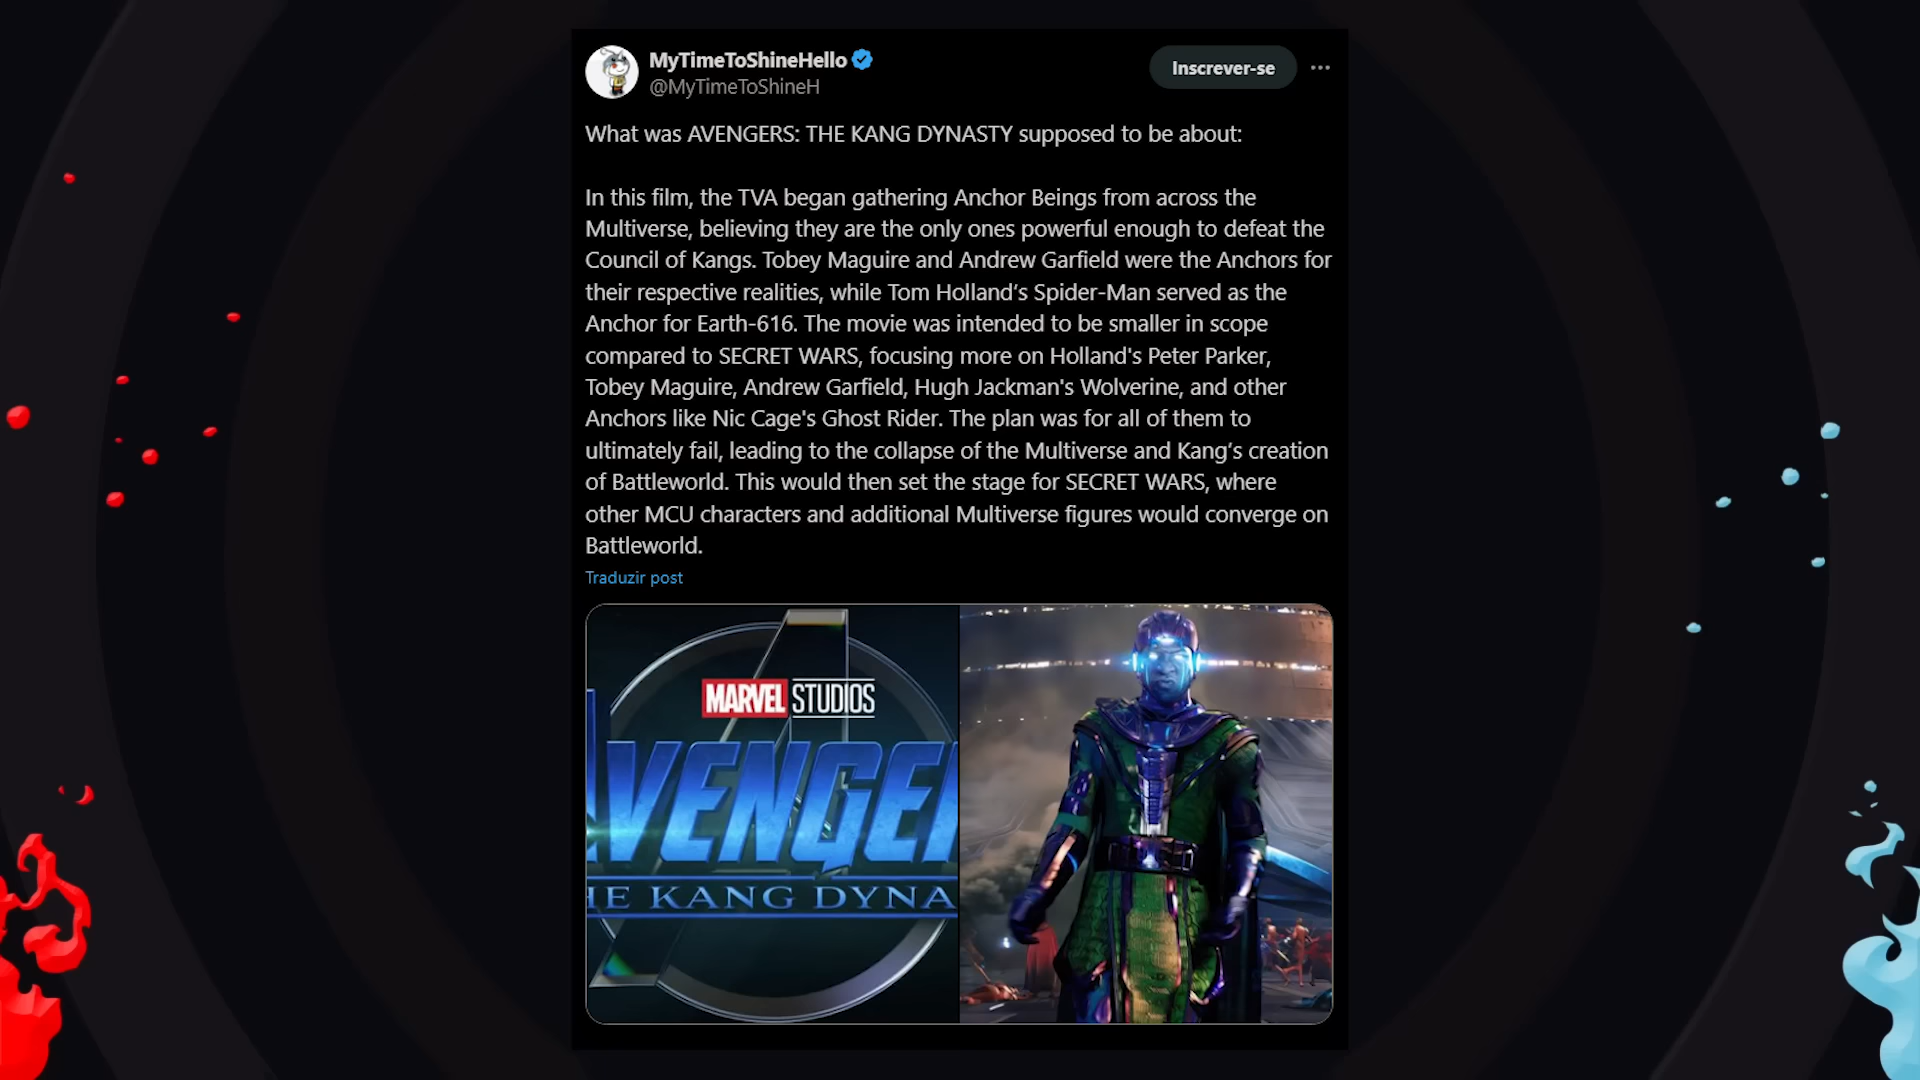 MyTimeToShineHello
@MyTimeToShineH
Inscrever-se
What was AVENGERS: THE KANG DYNASTY supposed to be about:
In this film, the TVA began gathering Anchor Beings from across the
Multiverse, believing they are the only ones powerful enough to defeat the
Council of Kangs. Tobey Maguire and Andrew Garfield were the Anchors for
their respective realities, while Tom Holland’s Spider-Man served as the
Anchor for Earth-616. The movie was intended to be smaller in scope
compared to SECRET WARS, focusing more on Holland's Peter Parker,
Tobey Maguire, Andrew Garfield, Hugh Jackman's Wolverine, and other
Anchors like Nic Cage's Ghost Rider. The plan was for all of them to
ultimately fail, leading to the collapse of the Multiverse and Kang’s creation
of Battleworld. This would then set the stage for SECRET WARS, where
other MCU characters and additional Multiverse figures would converge on
Battleworld.
Traduzir post
MARVEL STUDIOS
AVENGE
HE KANG DYNA